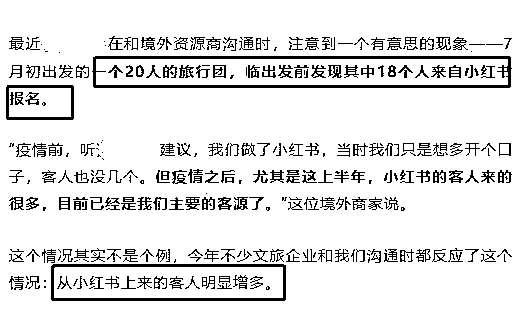 最近 在和境外资源商沟通时，注意到一个有意思的现象——7
月初出发的一个20人的旅行团，临出发前发现其中18个人来自小红书
报名。
“疫情前，听 建议，我们做了小红书，当时我们只是想多开个口
子，客人也没几个。但疫情之后，尤其是这上半年，小红书的客人来的
很多，目前已经是我们主要的客源了。”这位境外商家说。
这个情况其实不是个例，今年不少文旅企业和我们沟通时都反应了这个
情况：从小红书上来的客人明显增多。